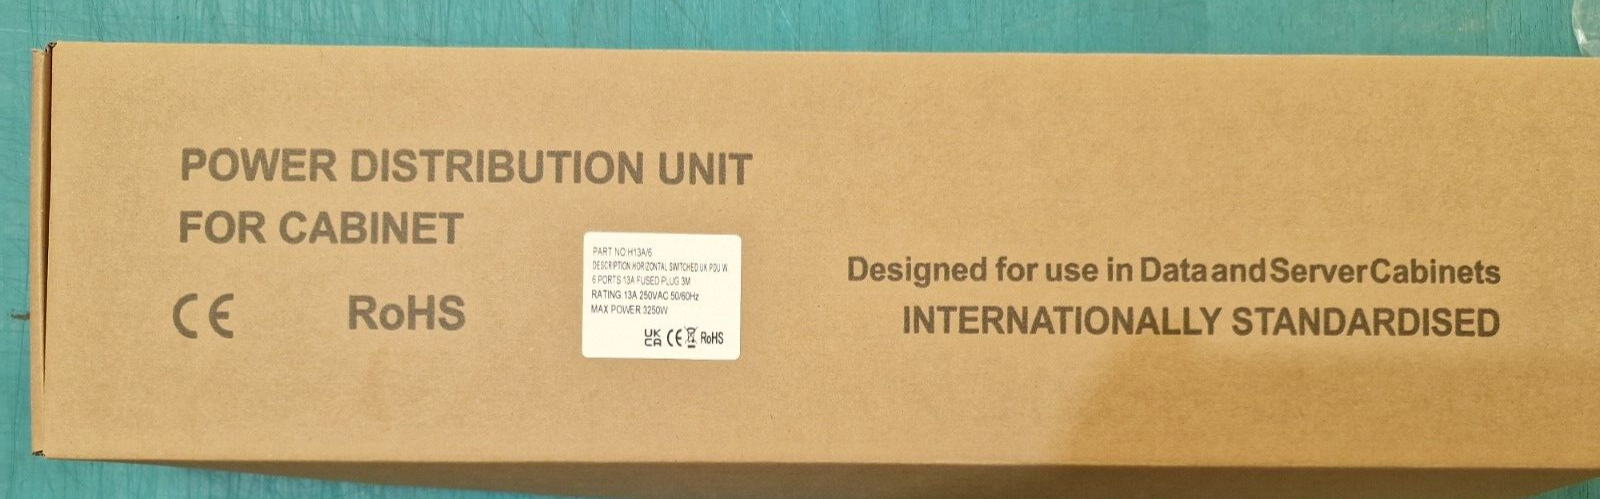 POWER DISTRIBUTION UNIT
FOR CABINET
CE RoHS
PART NO:H13A/6
DESCRIPTION:HORIZONTAL SWITCHED UK PDU W.
6 PORTS 13A FUSED PLUG 3M
RATING:13A 250VAC 50/60Hz
MAX POWER:3250W
UK
CA CE RoHS
Designed for use in Data and Server Cabinets
INTERNATIONALLY STANDARDISED